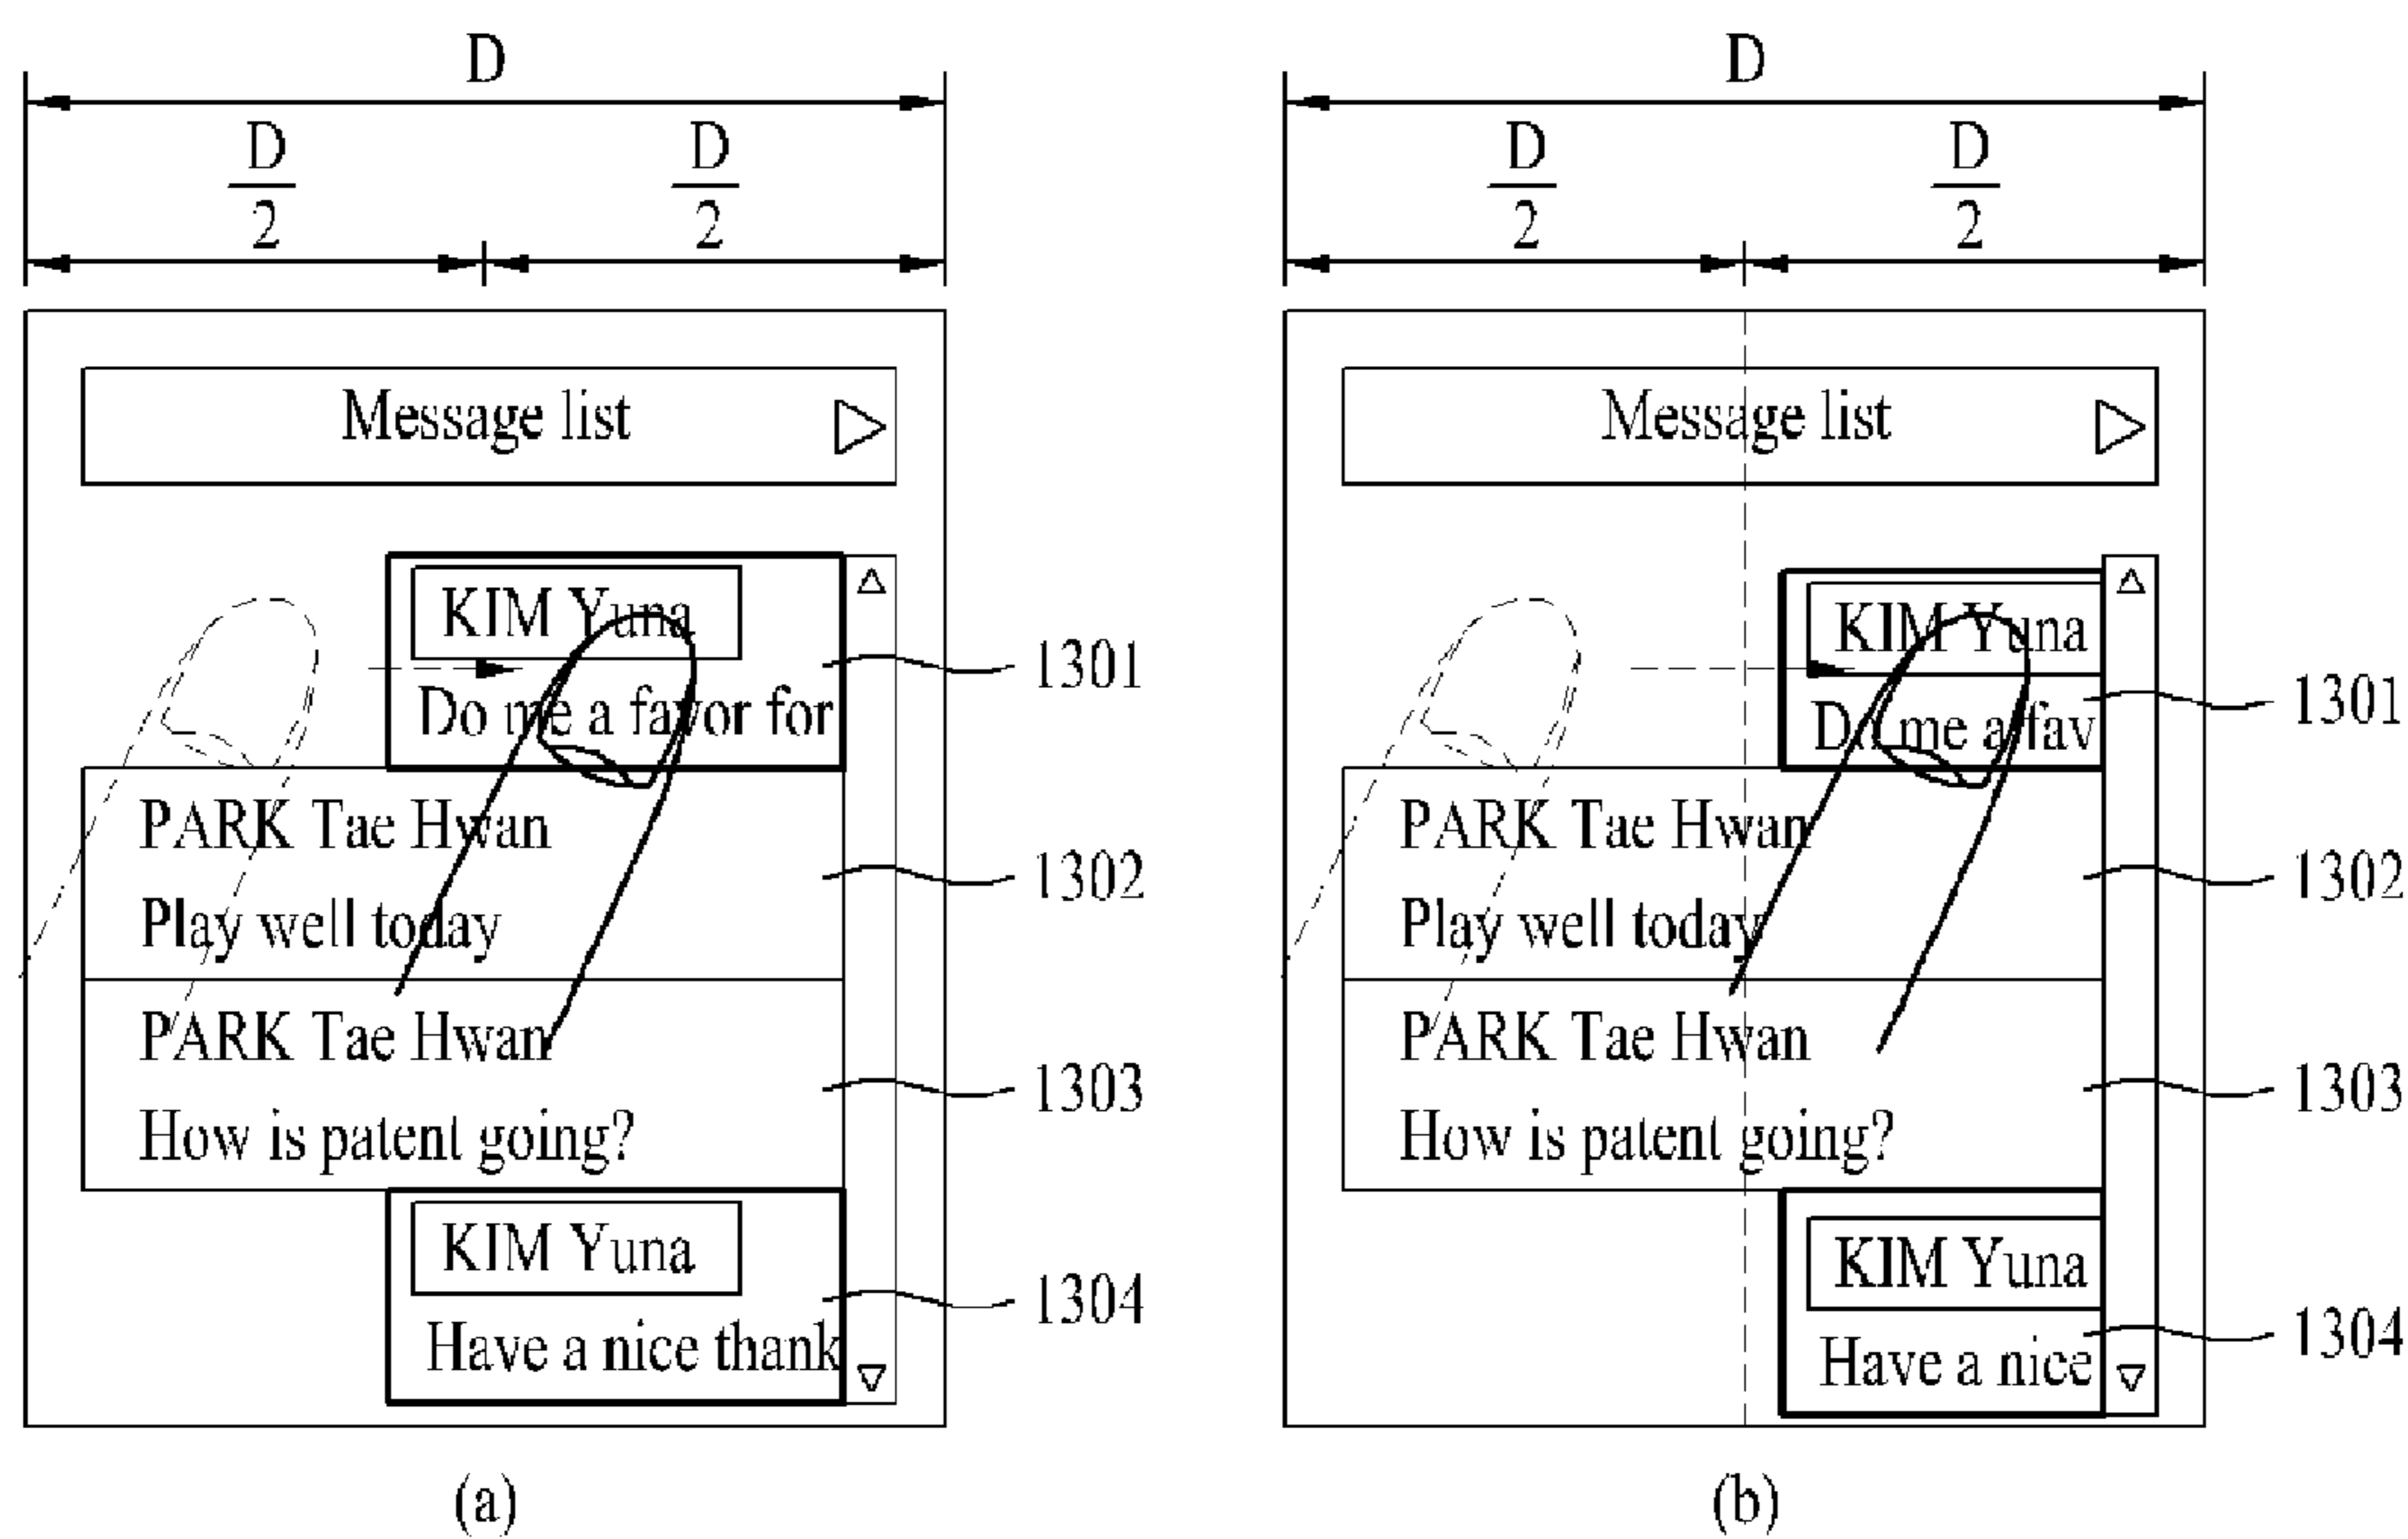 D
D/2 D/2
Message list
KIM Yuna
Do me a favor for
1301
PARK Tae Hwan
Play well today
1302
PARK Tae Hwan
How is patent going?
1303
KIM Yuna
Have a nice thank
1304
(a)
D
D/2 D/2
Message list
KIM Yuna
Do me a fav
1301
PARK Tae Hwan
Play well today
1302
PARK Tae Hwan
How is patent going?
1303
KIM Yuna
Have a nice
1304
(b)